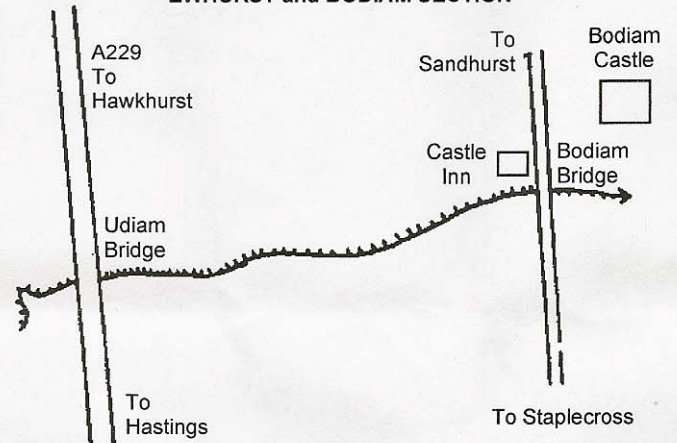 EWHURST and BODIAM SECTION
A229
To
Hawkhurst
To
Sandhurst
Bodiam
Castle
Castle
Inn
Bodiam
Bridge
Udiam
Bridge
To
Hastings
To Staplecross